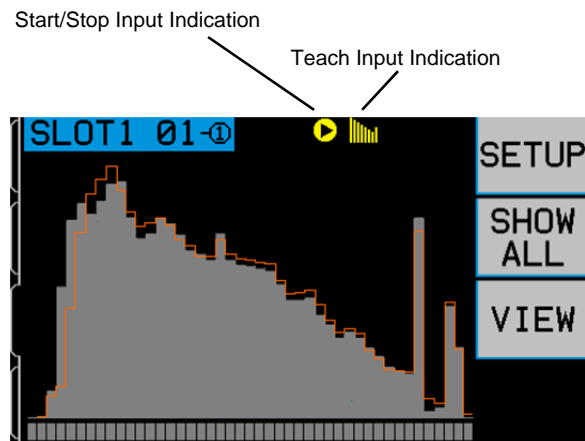 Start/Stop Input Indication
Teach Input Indication
SLOT1 01-①
SETUP
SHOW
ALL
VIEW